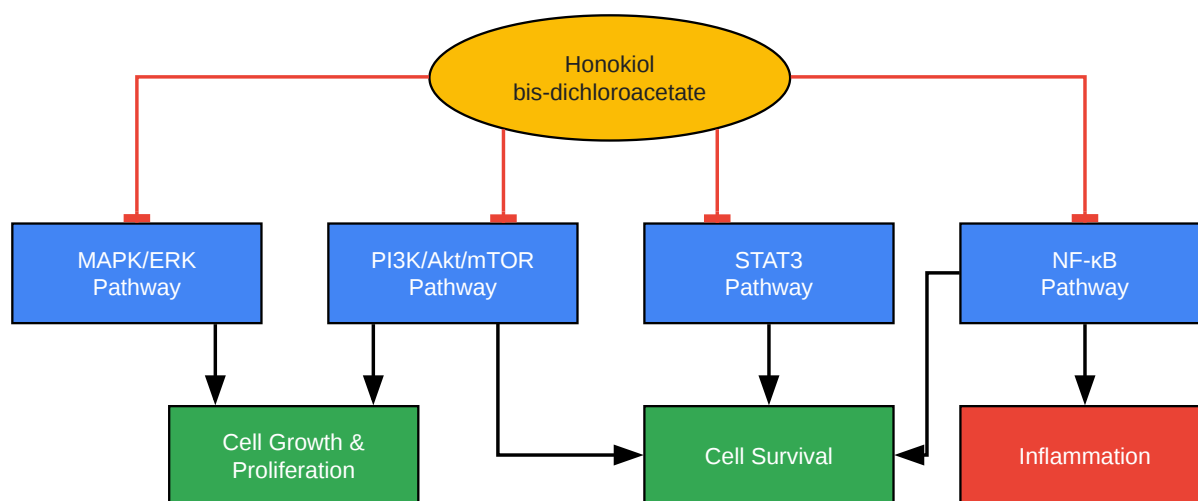 Honokiol
bis-dichloroacetate
MAPK/ERK
Pathway
PI3K/Akt/mTOR
Pathway
STAT3
Pathway
NF-κB
Pathway
Cell Growth &
Proliferation
Cell Survival
Inflammation